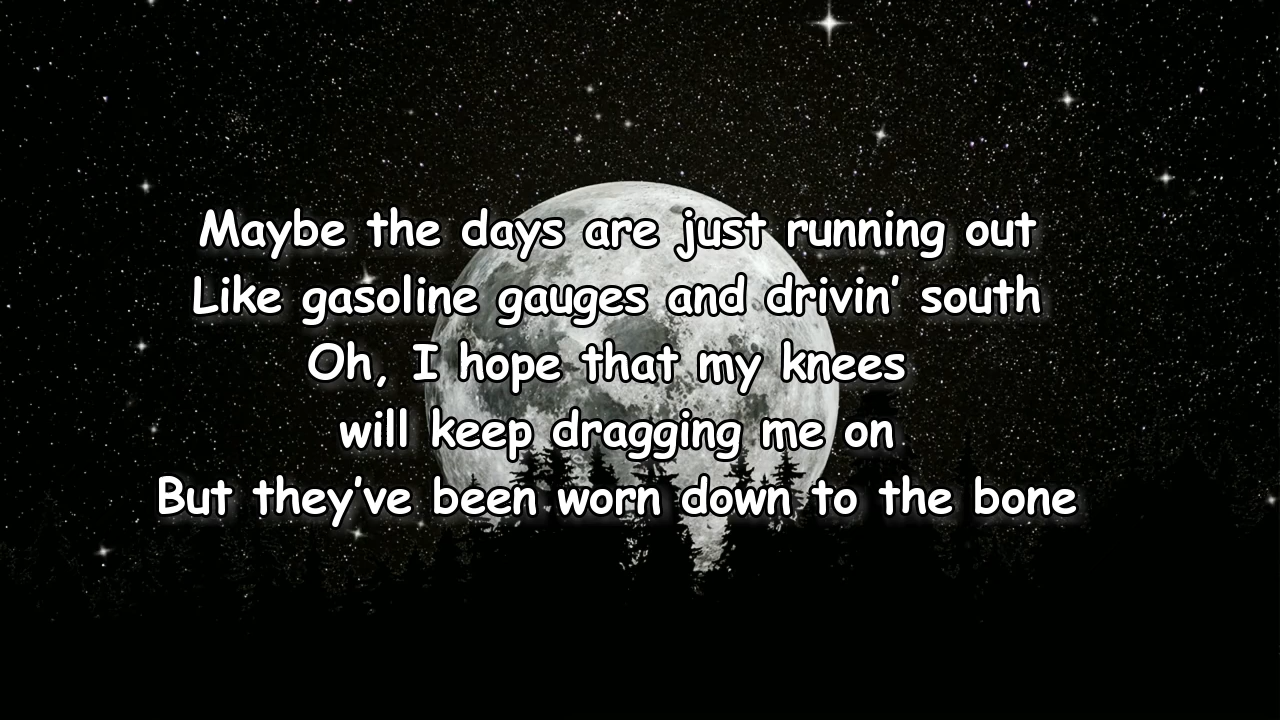 Maybe the days are just running out
Like gasoline gauges and drivin’ south
Oh, I hope that my knees
will keep dragging me on
But they’ve been worn down to the bone